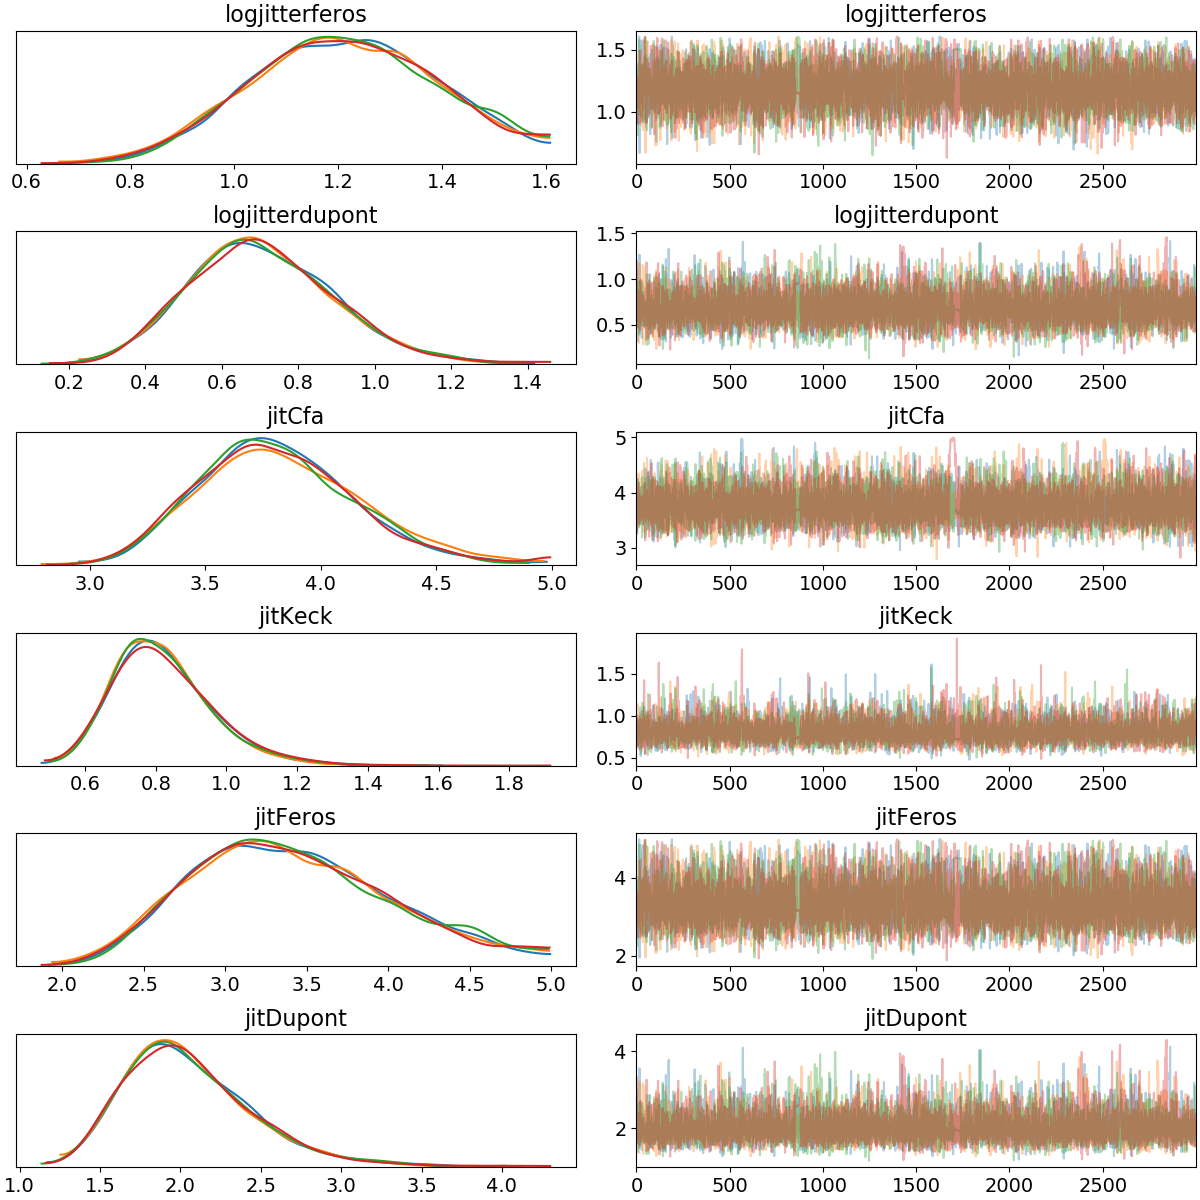 logjitterferos logjitterferos
1.5
1.0
0.6 0.8 1.0 1.2 1.4 1.6 0 500 1000 1500 2000 2500
logjitterdupont logjitterdupont
1.5
1.0
0.5
0.2 0.4 0.6 0.8 1.0 1.2 1.4 0 500 1000 1500 2000 2500
jitCfa jitCfa
5
4
3
3.0 3.5 4.0 4.5 5.0 0 500 1000 1500 2000 2500
jitKeck jitKeck
1.5
1.0
0.5
0.6 0.8 1.0 1.2 1.4 1.6 1.8 0 500 1000 1500 2000 2500
jitFeros jitFeros
4
2
2.0 2.5 3.0 3.5 4.0 4.5 5.0 0 500 1000 1500 2000 2500
jitDupont jitDupont
4
2
1.0 1.5 2.0 2.5 3.0 3.5 4.0 0 500 1000 1500 2000 2500